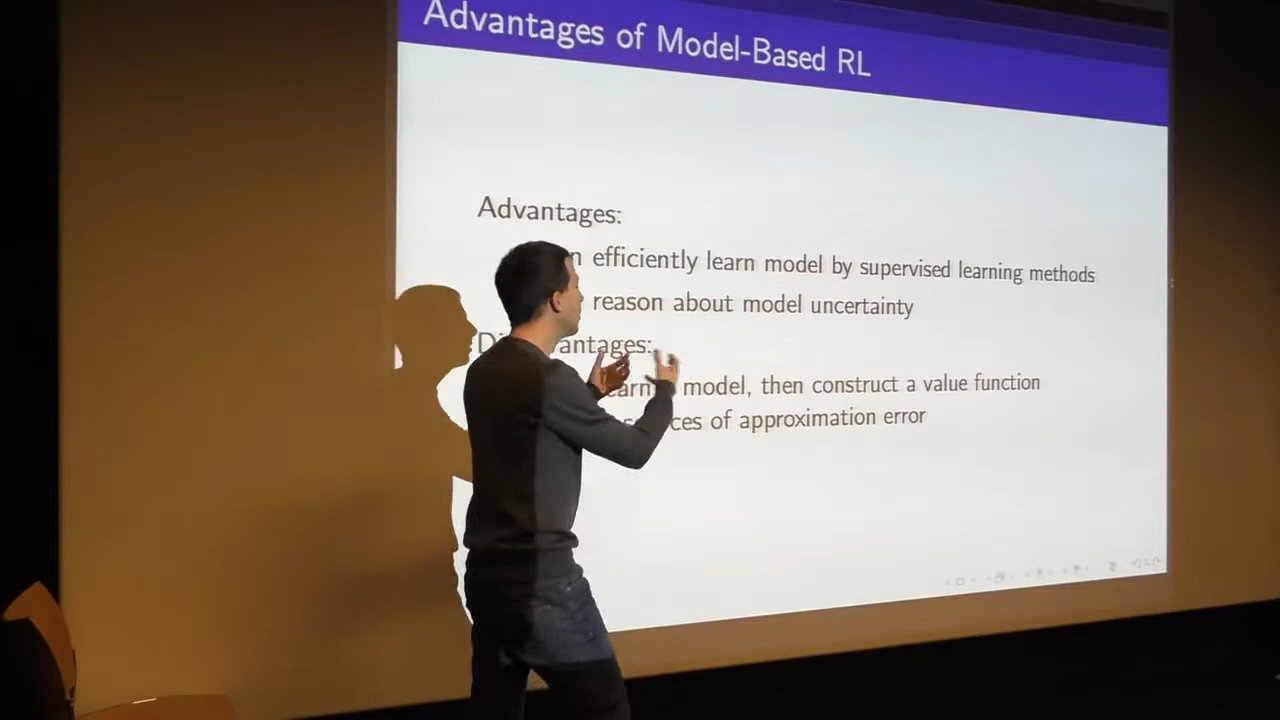 Advantages of Model-Based RL
Advantages:
efficiently learn model by supervised learning methods
reason about model uncertainty
model, then construct a value function
of approximation error